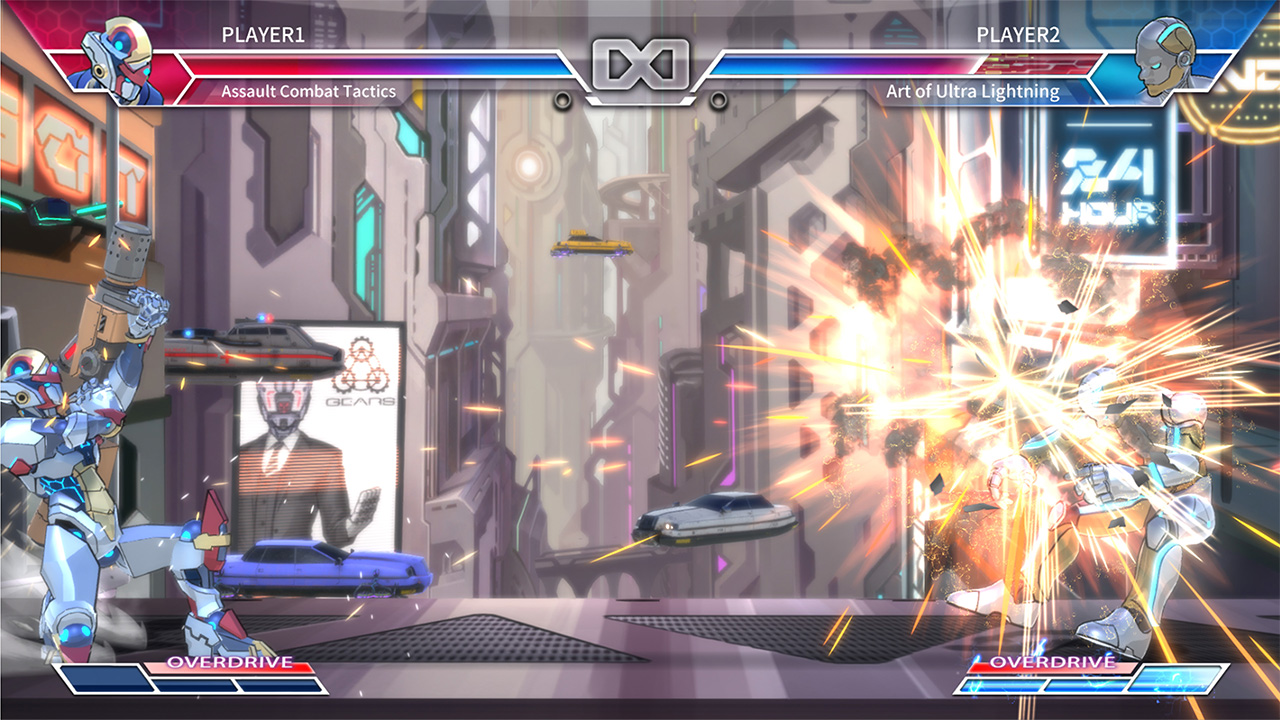 PLAYER1
PLAYER2
Assault Combat Tactics
Art of Ultra Lightning
24
HOUR
GEARS
OVERDRIVE
OVERDRIVE